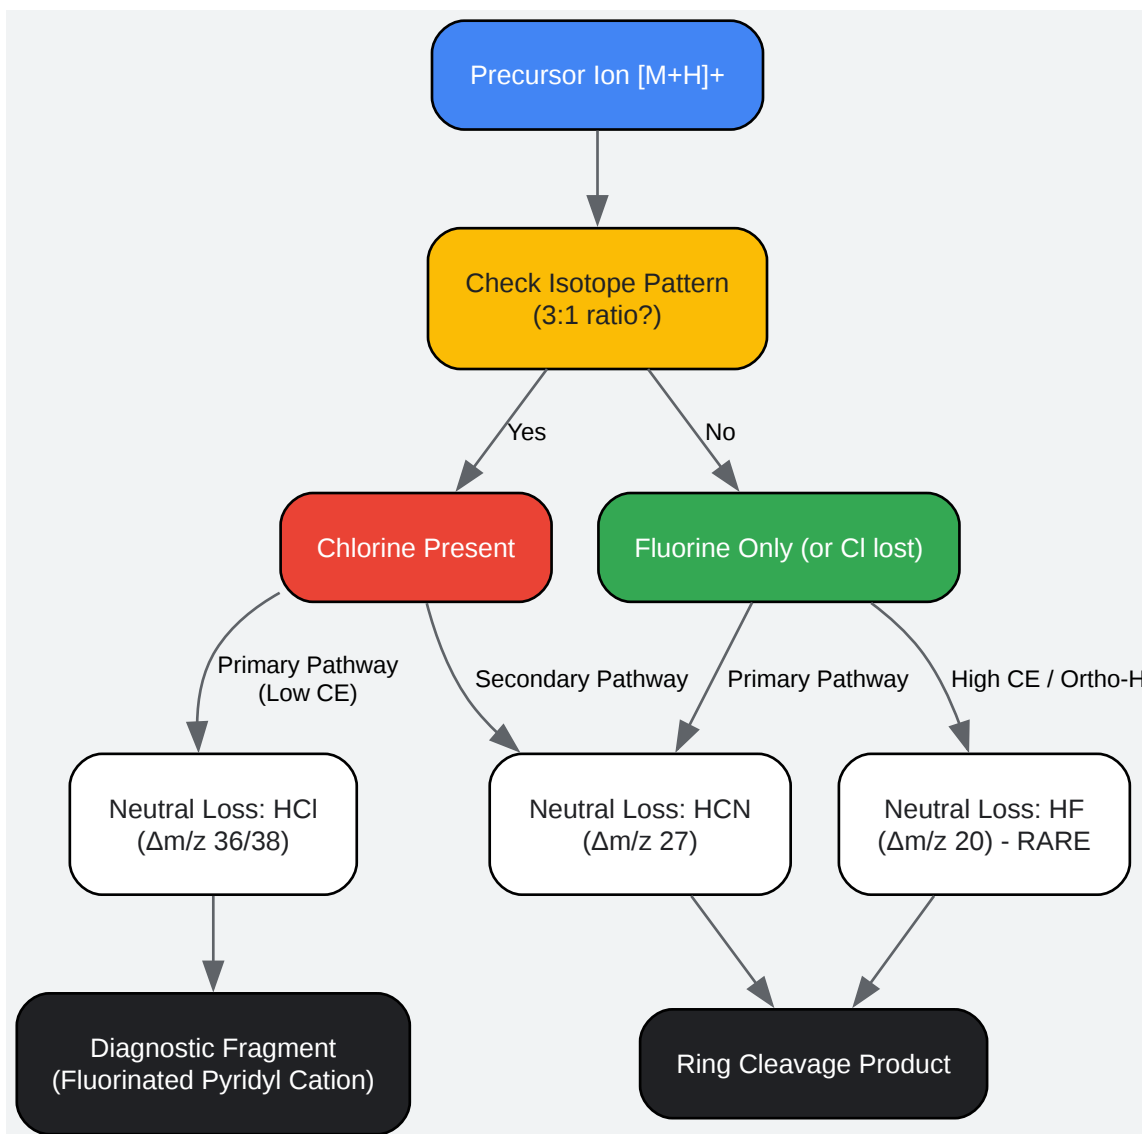 Precursor Ion [M+H]+
Check Isotope Pattern
(3:1 ratio?)
Yes
No
Chlorine Present
Fluorine Only (or Cl lost)
Primary Pathway
(Low CE)
Secondary Pathway
Primary Pathway
High CE / Ortho-H
Neutral Loss: HCl
(Δm/z 36/38)
Neutral Loss: HCN
(Δm/z 27)
Neutral Loss: HF
(Δm/z 20) - RARE
Diagnostic Fragment
(Fluorinated Pyridyl Cation)
Ring Cleavage Product